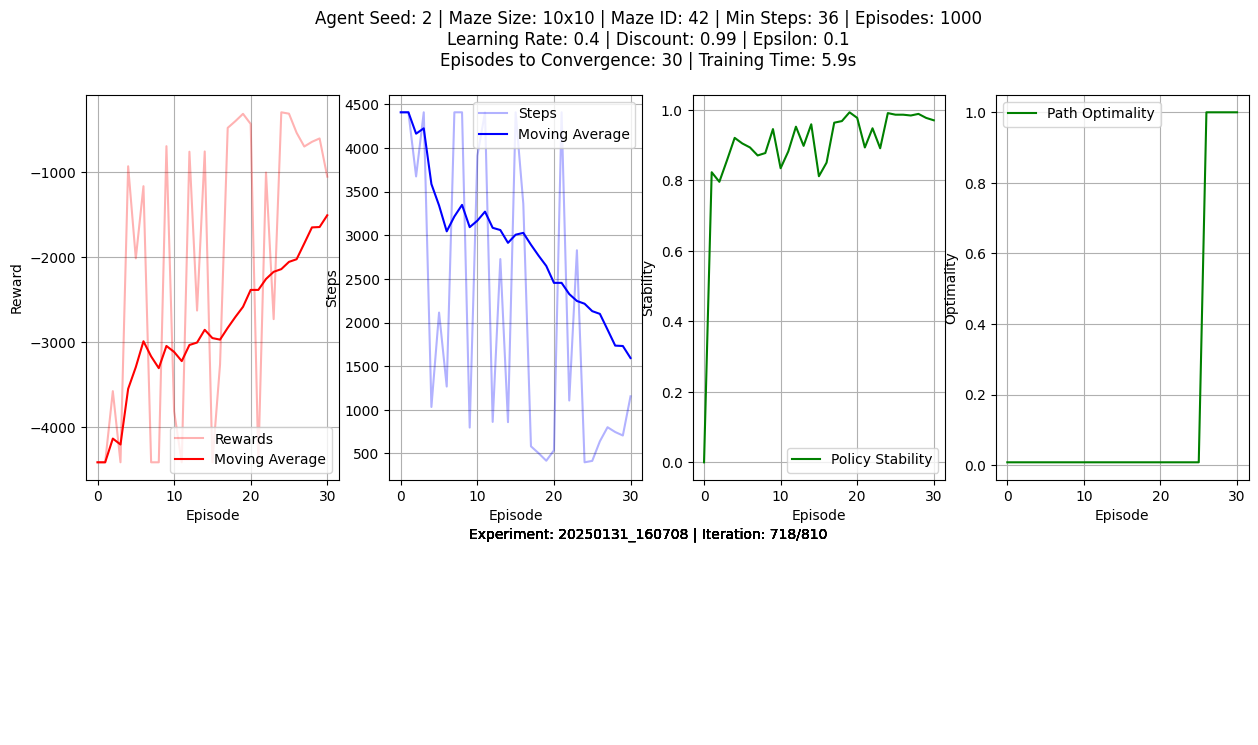 Agent Seed: 2 | Maze Size: 10x10 | Maze ID: 42 | Min Steps: 36 | Episodes: 1000
Learning Rate: 0.4 | Discount: 0.99 | Epsilon: 0.1
Episodes to Convergence: 30 | Training Time: 5.9s
Reward
−1000
−2000
−3000
−4000
Rewards
Moving Average
0
10
20
30
Episode
Steps
4500
4000
3500
3000
2500
2000
1500
1000
500
Steps
Moving Average
0
10
20
30
Episode
Stability
1.0
0.8
0.6
0.4
0.2
0.0
Policy Stability
0
10
20
30
Episode
Optimality
1.0
0.8
0.6
0.4
0.2
0.0
Path Optimality
0
10
20
30
Episode
Experiment: 20250131_160708 | Iteration: 718/810